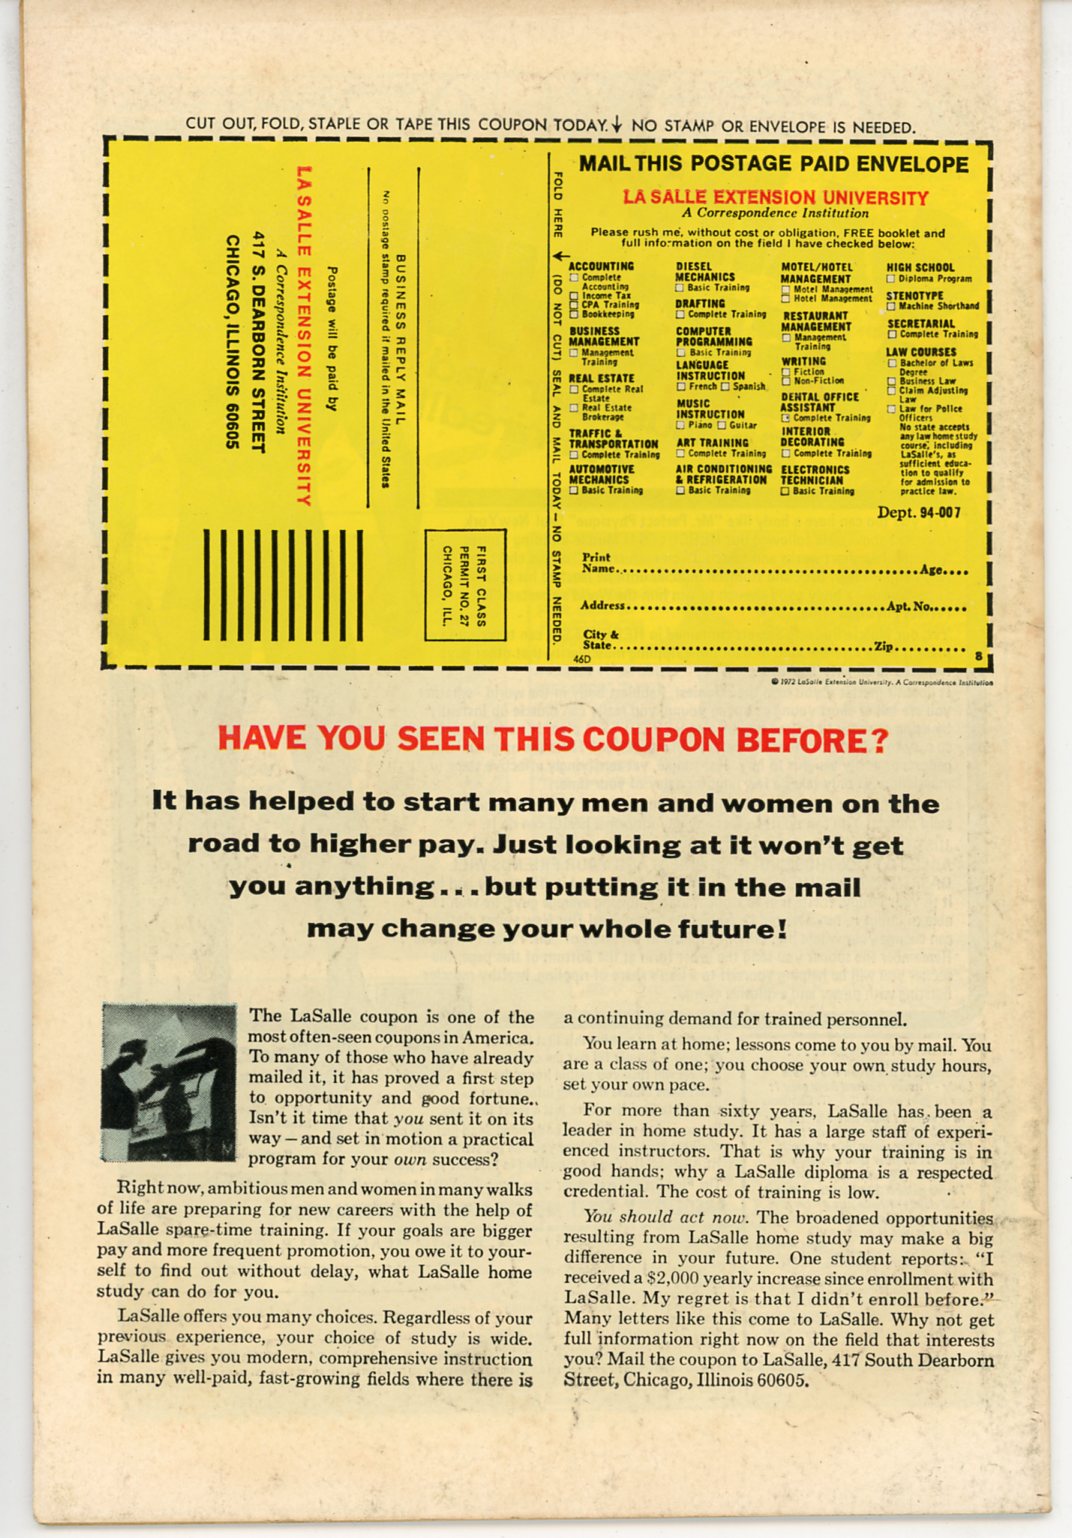 CUT OUT, FOLD, STAPLE OR TAPE THIS COUPON TODAY.↓ NO STAMP OR ENVELOPE IS NEEDED.
LA SALLE EXTENSION UNIVERSITY
A Correspondence Institution
417 S. DEARBORN STREET
CHICAGO, ILLINOIS 60605
Postage will be paid by
BUSINESS REPLY MAIL
No postage stamp required if mailed in the United States
FIRST CLASS
PERMIT NO. 27
CHICAGO, ILL.
FOLD HERE ↓ (DO NOT CUT) SEAL AND MAIL TODAY — NO STAMP NEEDED.
MAIL THIS POSTAGE PAID ENVELOPE
LA SALLE EXTENSION UNIVERSITY
A Correspondence Institution
Please rush me, without cost or obligation, FREE booklet and
full information on the field I have checked below:
ACCOUNTING
☐ Complete
Accounting
☐ Income Tax
☐ CPA Training
☐ Bookkeeping
BUSINESS
MANAGEMENT
☐ Management
Training
REAL ESTATE
☐ Complete Real
Estate
☐ Real Estate
Brokerage
TRAFFIC &
TRANSPORTATION
☐ Complete Training
AUTOMOTIVE
MECHANICS
☐ Basic Training
DIESEL
MECHANICS
☐ Basic Training
DRAFTING
☐ Complete Training
COMPUTER
PROGRAMMING
☐ Basic Training
LANGUAGE
INSTRUCTION
☐ French ☐ Spanish
MUSIC
INSTRUCTION
☐ Piano ☐ Guitar
ART TRAINING
☐ Complete Training
AIR CONDITIONING
& REFRIGERATION
☐ Basic Training
MOTEL/HOTEL
MANAGEMENT
☐ Motel Management
☐ Hotel Management
RESTAURANT
MANAGEMENT
☐ Management
Training
WRITING
☐ Fiction
☐ Non-Fiction
DENTAL OFFICE
ASSISTANT
☐ Complete Training
INTERIOR
DECORATING
☐ Complete Training
ELECTRONICS
TECHNICIAN
☐ Basic Training
HIGH SCHOOL
☐ Diploma Program
STENOTYPE
☐ Machine Shorthand
SECRETARIAL
☐ Complete Training
LAW COURSES
☐ Bachelor of Laws
Degree
☐ Business Law
☐ Claim Adjusting
Law
☐ Law for Police
Officers
No state accepts
any law home study
course, including
LaSalle's, as
sufficient educa-
tion to qualify
for admission to
practice law.
Dept. 94-007
Print
Name..........Age....
Address..........Apt. No......
City &
State..........Zip..........
46D 8
© 1972 LaSalle Extension University. A Correspondence Institution
HAVE YOU SEEN THIS COUPON BEFORE?
It has helped to start many men and women on the
road to higher pay. Just looking at it won't get
you anything...but putting it in the mail
may change your whole future!
The LaSalle coupon is one of the
most often-seen coupons in America.
To many of those who have already
mailed it, it has proved a first step
to opportunity and good fortune.
Isn't it time that you sent it on its
way — and set in motion a practical
program for your own success?
Right now, ambitious men and women in many walks
of life are preparing for new careers with the help of
LaSalle spare-time training. If your goals are bigger
pay and more frequent promotion, you owe it to your-
self to find out without delay, what LaSalle home
study can do for you.
LaSalle offers you many choices. Regardless of your
previous experience, your choice of study is wide.
LaSalle gives you modern, comprehensive instruction
in many well-paid, fast-growing fields where there is
a continuing demand for trained personnel.
You learn at home; lessons come to you by mail. You
are a class of one; you choose your own study hours,
set your own pace.
For more than sixty years, LaSalle has been a
leader in home study. It has a large staff of experi-
enced instructors. That is why your training is in
good hands; why a LaSalle diploma is a respected
credential. The cost of training is low.
You should act now. The broadened opportunities
resulting from LaSalle home study may make a big
difference in your future. One student reports: "I
received a $2,000 yearly increase since enrollment with
LaSalle. My regret is that I didn't enroll before."
Many letters like this come to LaSalle. Why not get
full information right now on the field that interests
you? Mail the coupon to LaSalle, 417 South Dearborn
Street, Chicago, Illinois 60605.